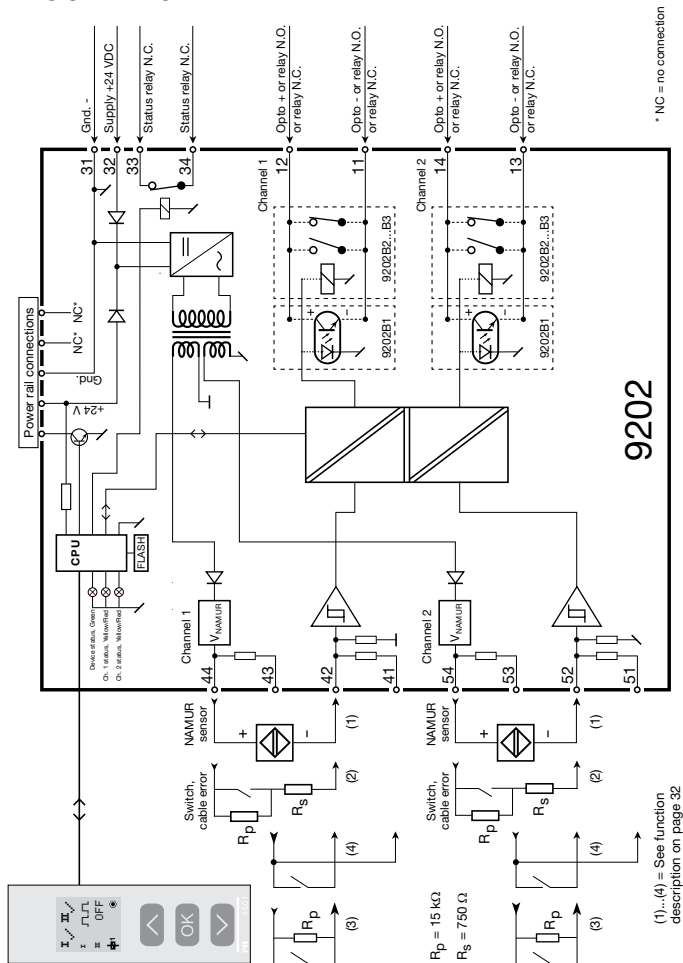 Gnd. -
Supply +24 VDC
Status relay N.C.
Status relay N.C.
Opto + or relay N.O.
or relay N.C.
Opto - or relay N.O.
or relay N.C.
Opto + or relay N.O.
or relay N.C.
Opto - or relay N.O.
or relay N.C.
* NC = no connection
31
32
33
34
Channel 1
12
11
Channel 2
14
13
Power rail connections
NC*
NC*
Gnd.
+24 V
9202B2...B3
9202B1
+
-
9202B2...B3
9202B1
+
-
9202
CPU
FLASH
Device status, Green
Ch. 1 status, Yellow/Red
Ch. 2 status, Yellow/Red
Channel 1
VNAMUR
44
43
42
41
Channel 2
VNAMUR
54
53
52
51
NAMUR
sensor
+
-
(1)
Switch,
cable error
Rp
Rs
(2)
(4)
Rp
(3)
NAMUR
sensor
+
-
(1)
Switch,
cable error
Rp
Rs
(2)
(4)
Rp
(3)
Rp = 15 kΩ
Rs = 750 Ω
(1)...(4) = See function
description on page 32
I
II
OFF
OK